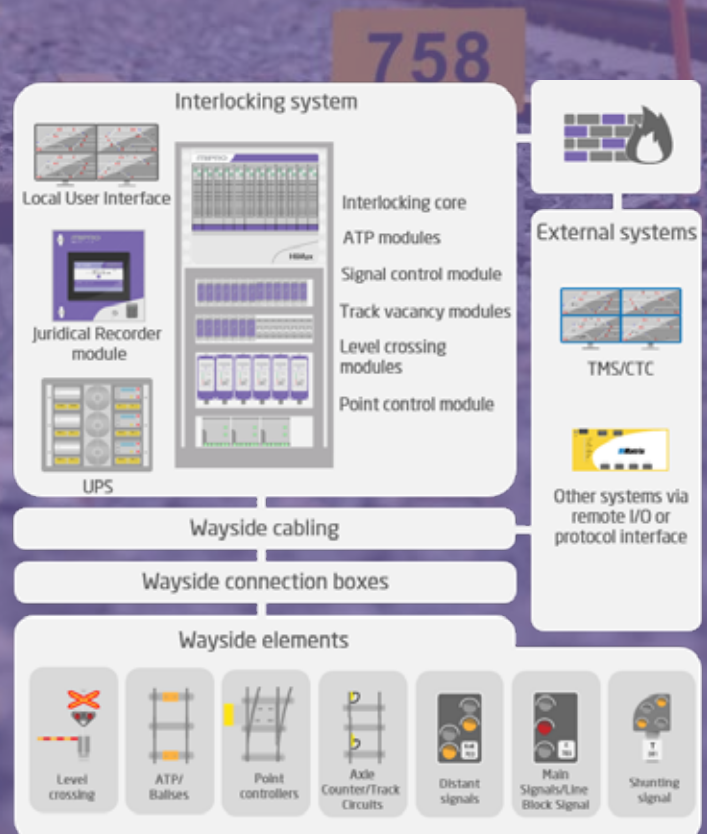 758
Interlocking system
Local User Interface
Juridical Recorder
module
UPS
mipro
Interlocking core
ATP modules
Signal control module
Track vacancy modules
Level crossing
modules
Point control module
External systems
TMS/CTC
Other systems via
remote I/O or
protocol interface
Wayside cabling
Wayside connection boxes
Wayside elements
Level
crossing
ATP/
Balises
Point
controllers
Axle
Counter/Track
Circuits
Distant
signals
Main
Signals/Line
Block Signal
Shunting
signal